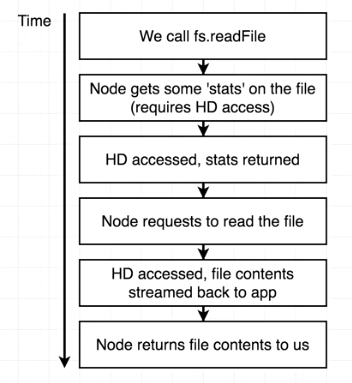 Time
We call fs.readFile
Node gets some 'stats' on the file
(requires HD access)
HD accessed, stats returned
Node requests to read the file
HD accessed, file contents
streamed back to app
Node returns file contents to us